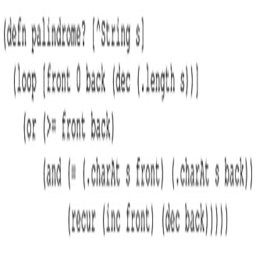 (defn palindrome? [^String s]
(loop [front 0 back (dec (.length s))]
(or (>= front back)
(and (= (.charAt s front) (.charAt s back))
(recur (inc front) (dec back)))))